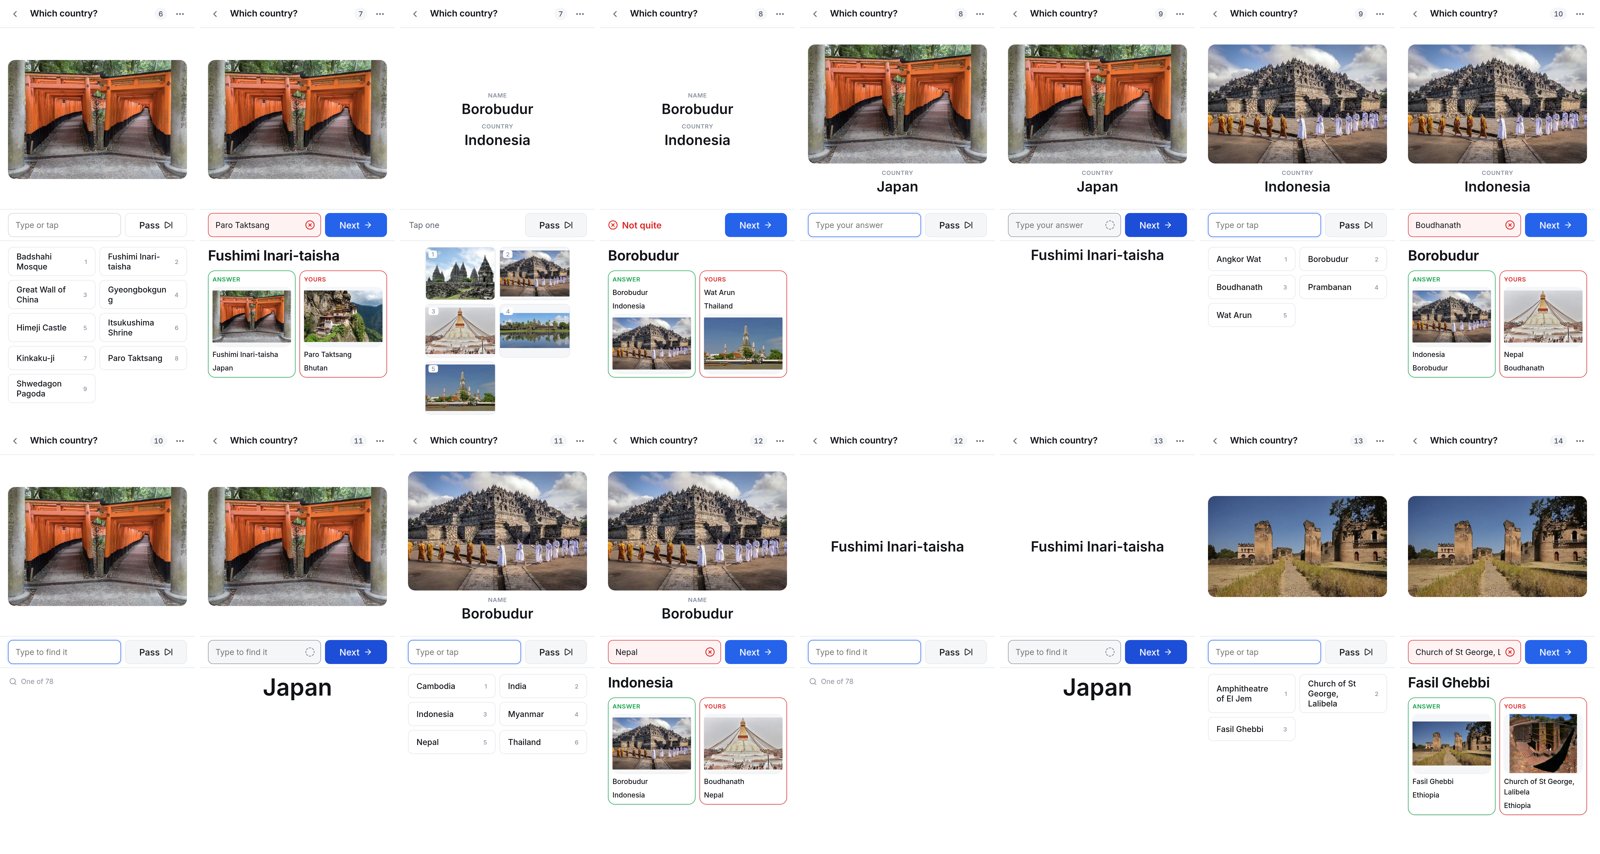 Which country? 6
Type or tap Pass
Badshahi Mosque 1
Fushimi Inari-taisha 2
Great Wall of China 3
Gyeongbokgung 4
Himeji Castle 5
Itsukushima Shrine 6
Kinkaku-ji 7
Paro Taktsang 8
Shwedagon Pagoda 9
Which country? 7
Paro Taktsang Next
Fushimi Inari-taisha
ANSWER
Fushimi Inari-taisha
Japan
YOURS
Paro Taktsang
Bhutan
Which country? 7
NAME
Borobudur
COUNTRY
Indonesia
Tap one Pass
1
2
3
4
5
Which country? 8
NAME
Borobudur
COUNTRY
Indonesia
Not quite Next
Borobudur
ANSWER
Borobudur
Indonesia
YOURS
Wat Arun
Thailand
Which country? 8
COUNTRY
Japan
Type your answer Pass
Which country? 9
COUNTRY
Japan
Type your answer Next
Fushimi Inari-taisha
Which country? 9
COUNTRY
Indonesia
Type or tap Pass
Angkor Wat 1
Borobudur 2
Boudhanath 3
Prambanan 4
Wat Arun 5
Which country? 10
COUNTRY
Indonesia
Boudhanath Next
Borobudur
ANSWER
Indonesia
Borobudur
YOURS
Nepal
Boudhanath
Which country? 10
Type to find it Pass
One of 78
Which country? 11
Type to find it Next
Japan
Which country? 11
NAME
Borobudur
Type or tap Pass
Cambodia 1
India 2
Indonesia 3
Myanmar 4
Nepal 5
Thailand 6
Which country? 12
NAME
Borobudur
Nepal Next
Indonesia
ANSWER
Borobudur
Indonesia
YOURS
Boudhanath
Nepal
Which country? 12
Fushimi Inari-taisha
Type to find it Pass
One of 78
Which country? 13
Fushimi Inari-taisha
Type to find it Next
Japan
Which country? 13
Type or tap Pass
Amphitheatre of El Jem 1
Church of St George, Lalibela 2
Fasil Ghebbi 3
Which country? 14
Church of St George, L Next
Fasil Ghebbi
ANSWER
Fasil Ghebbi
Ethiopia
YOURS
Church of St George, Lalibela
Ethiopia